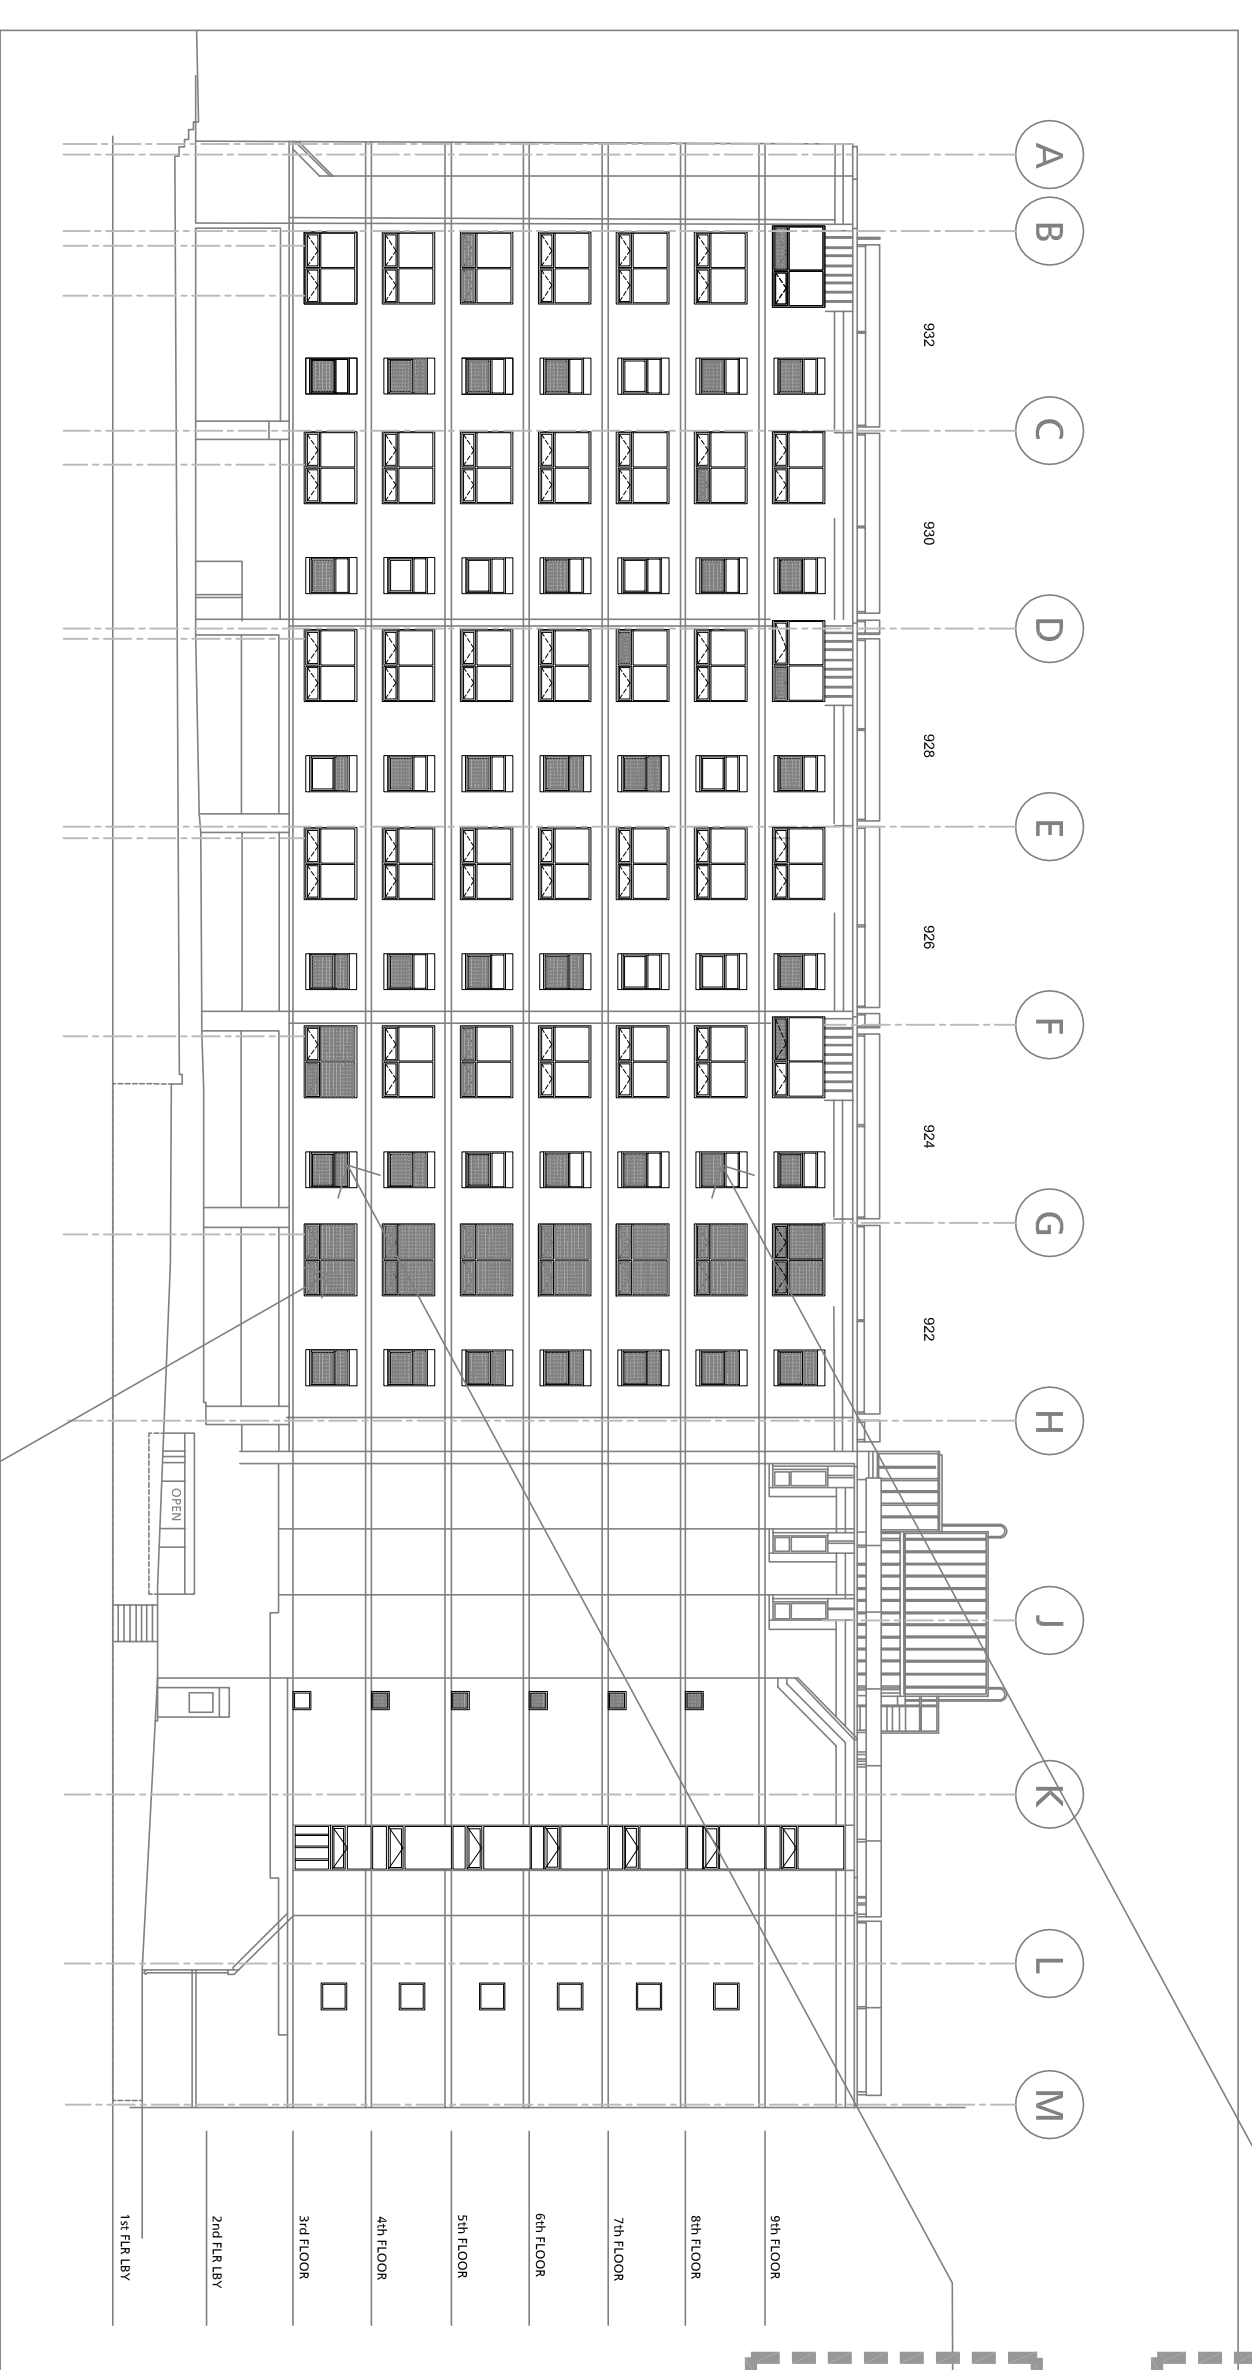 A
B
C
D
E
F
G
H
J
K
L
M
932
930
928
926
924
922
OPEN
9th FLOOR
8th FLOOR
7th FLOOR
6th FLOOR
5th FLOOR
4th FLOOR
3rd FLOOR
2nd FLR LBY
1st FLR LBY